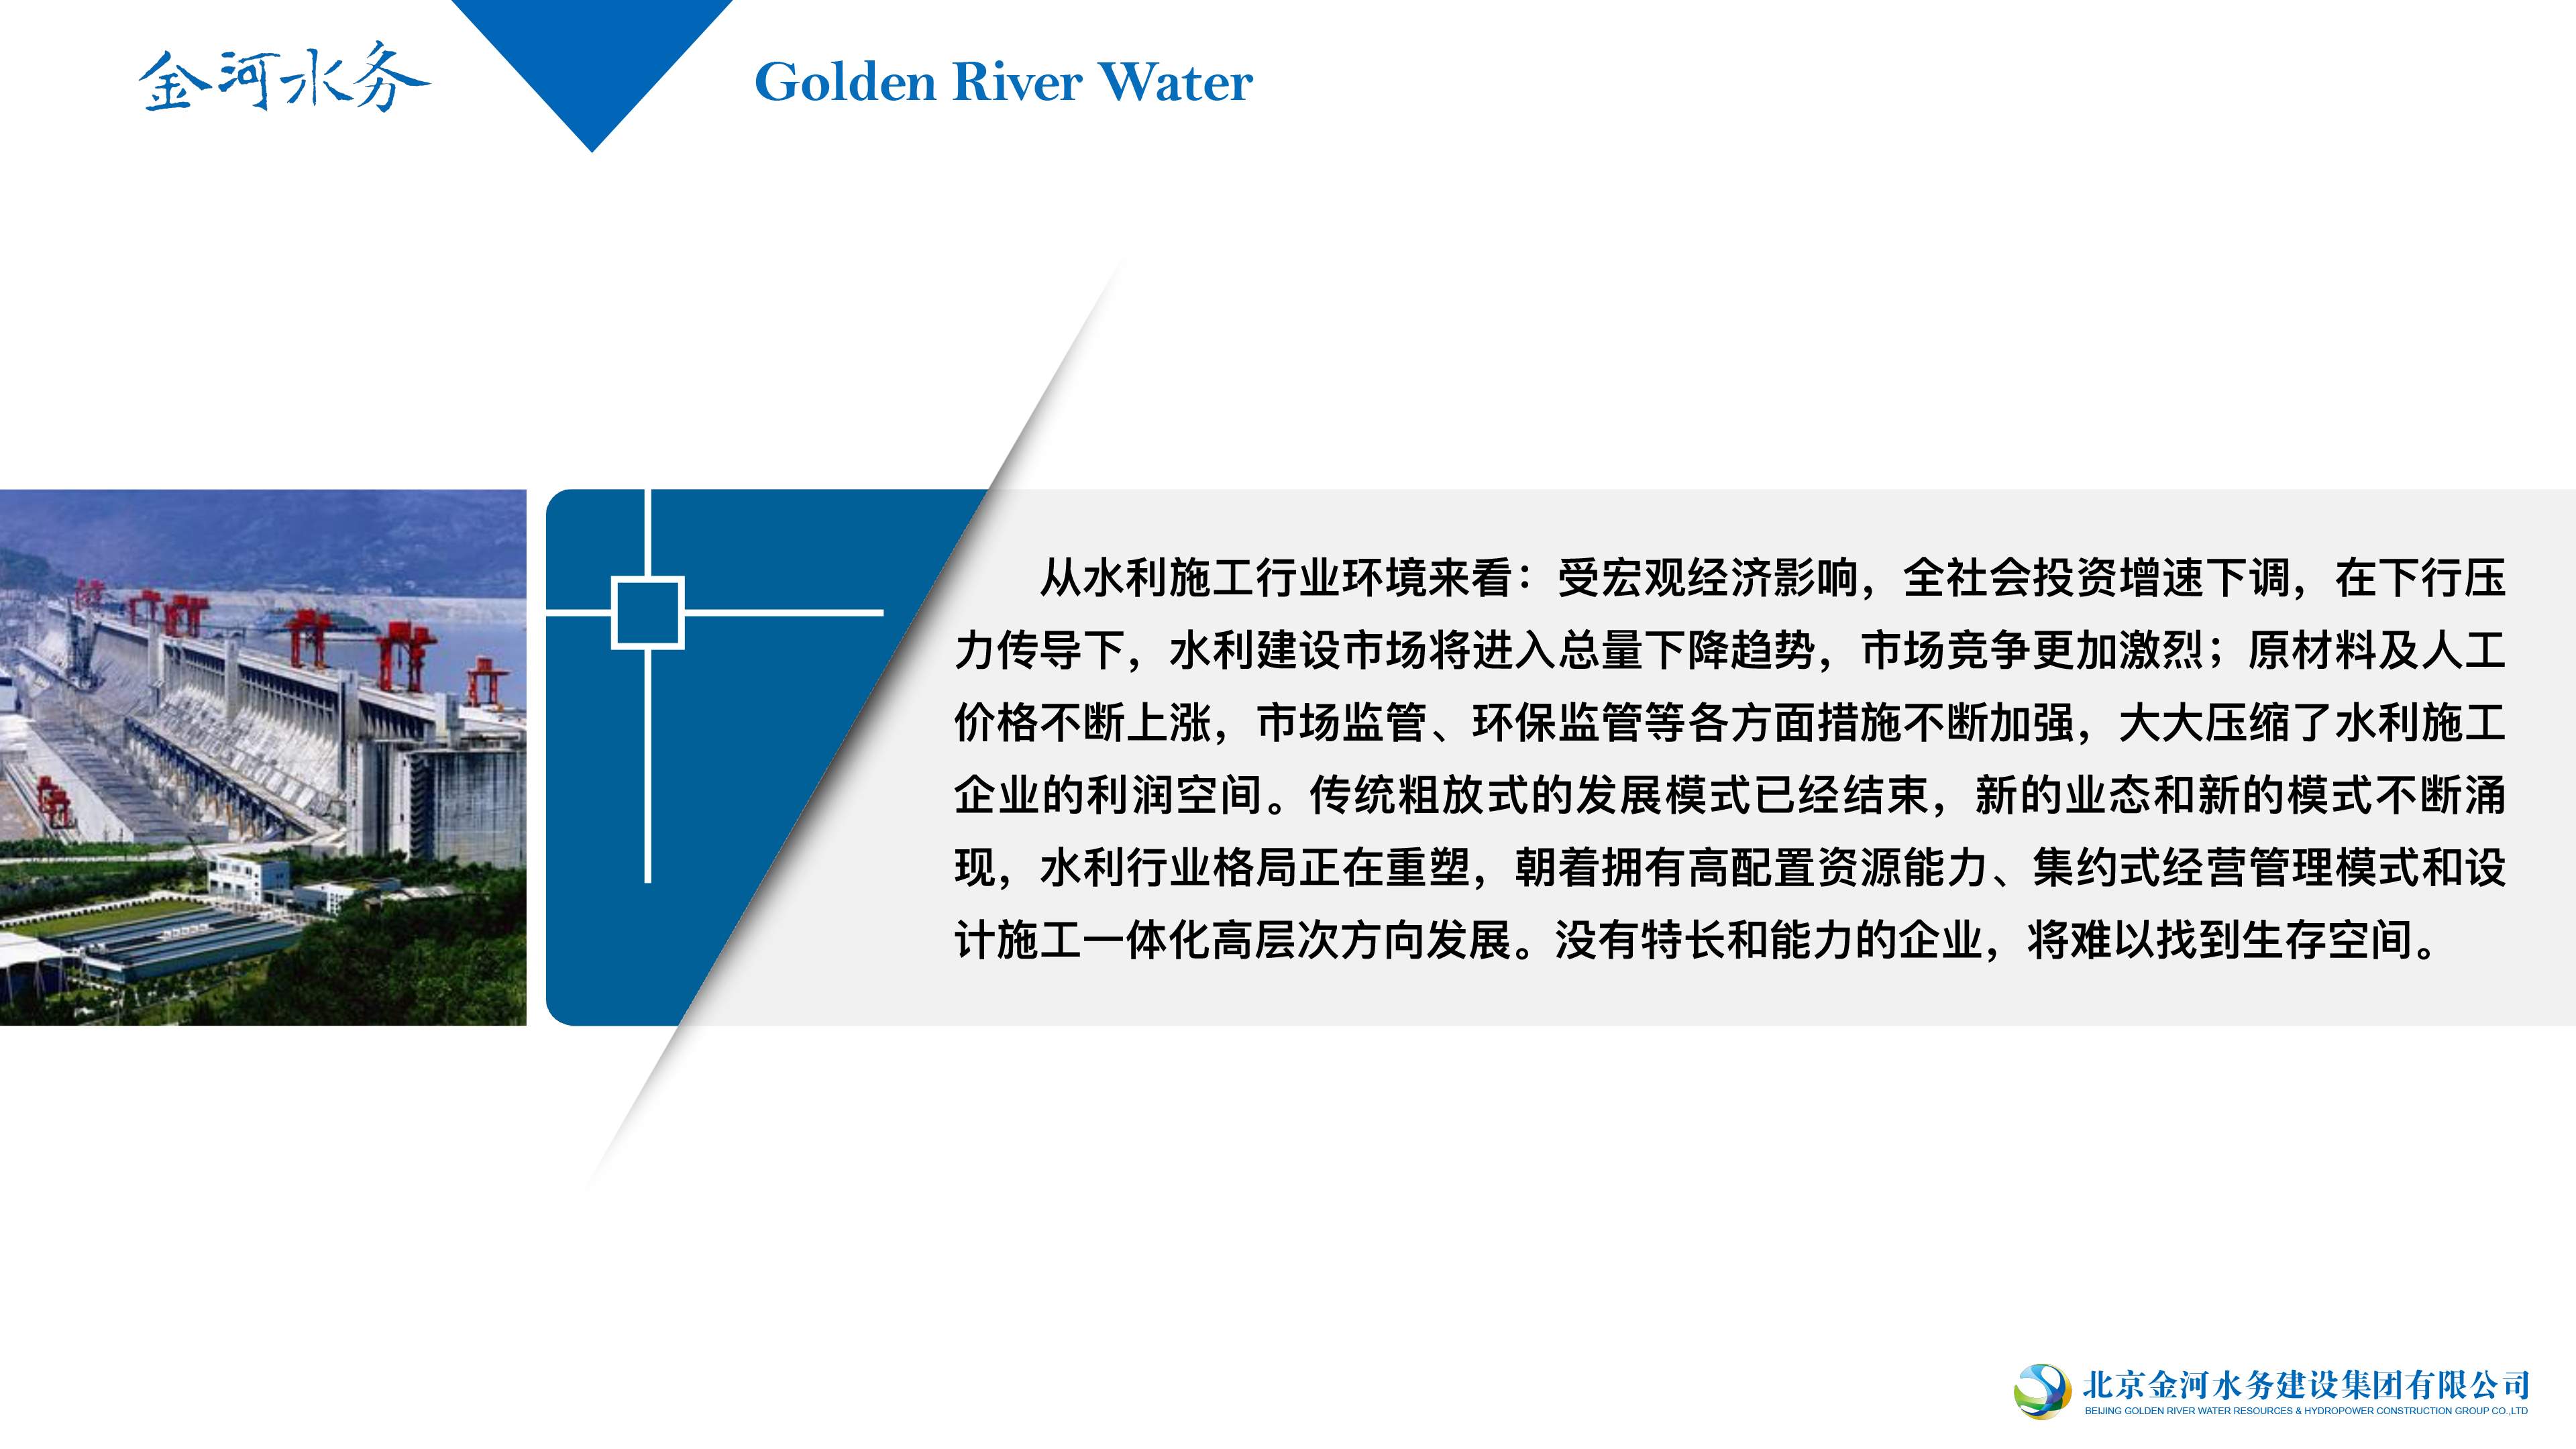 金河水务
Golden River Water
从水利施工行业环境来看：受宏观经济影响，全社会投资增速下调，在下行压
力传导下，水利建设市场将进入总量下降趋势，市场竞争更加激烈；原材料及人工
价格不断上涨，市场监管、环保监管等各方面措施不断加强，大大压缩了水利施工
企业的利润空间。传统粗放式的发展模式已经结束，新的业态和新的模式不断涌
现，水利行业格局正在重塑，朝着拥有高配置资源能力、集约式经营管理模式和设
计施工一体化高层次方向发展。没有特长和能力的企业，将难以找到生存空间。
北京金河水务建设集团有限公司
BEIJING GOLDEN RIVER WATER RESOURCES & HYDROPOWER CONSTRUCTION GROUP CO.,LTD